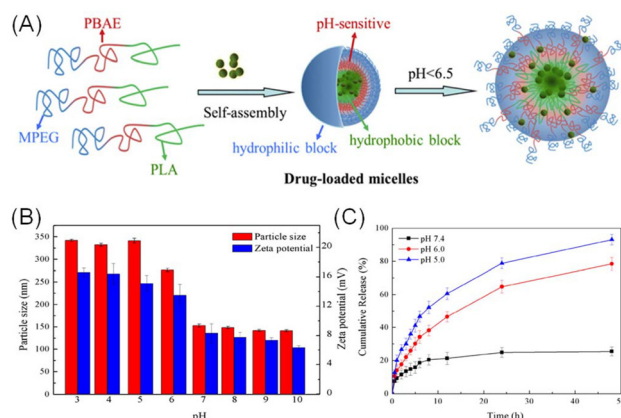 (A)
PBAE
MPEG
PLA
Self-assembly
pH-sensitive
hydrophilic block
hydrophobic block
pH<6.5
Drug-loaded micelles
(B)
Particle size (nm)
350
300
250
200
150
100
50
0
Particle size
Zeta potential
20
16
12
8
4
0
Zeta potential (mV)
3 4 5 6 7 8 9 10
pH
(C)
Cumulative Release (%)
100
80
60
40
20
0
pH 7.4
pH 6.0
pH 5.0
0 10 20 30 40 5
Time (h)